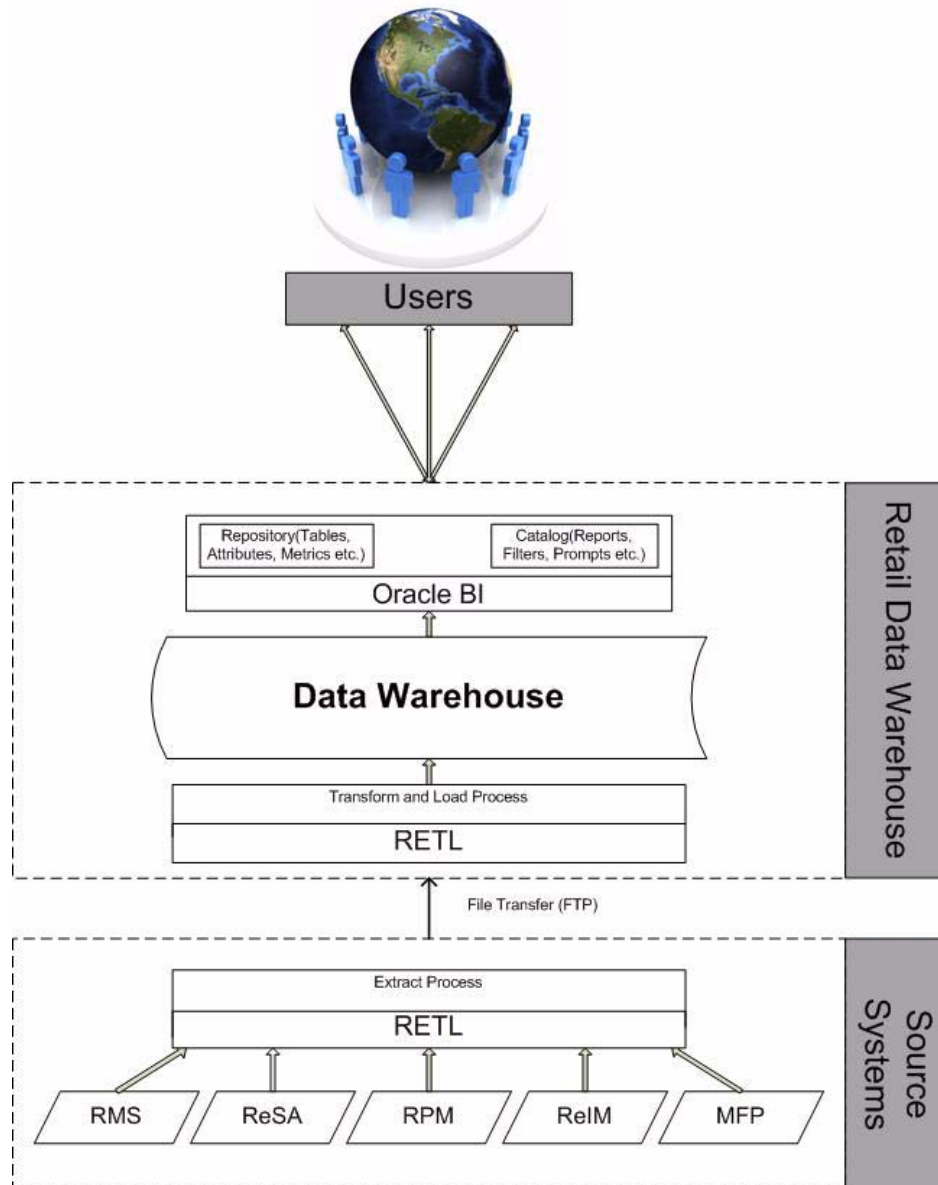 Users
Repository(Tables,
Attributes, Metrics etc.)
Catalog(Reports,
Filters, Prompts etc.)
Oracle BI
Data Warehouse
Transform and Load Process
RETL
Retail Data Warehouse
File Transfer (FTP)
Extract Process
RETL
RMS
ReSA
RPM
ReIM
MFP
Source
Systems